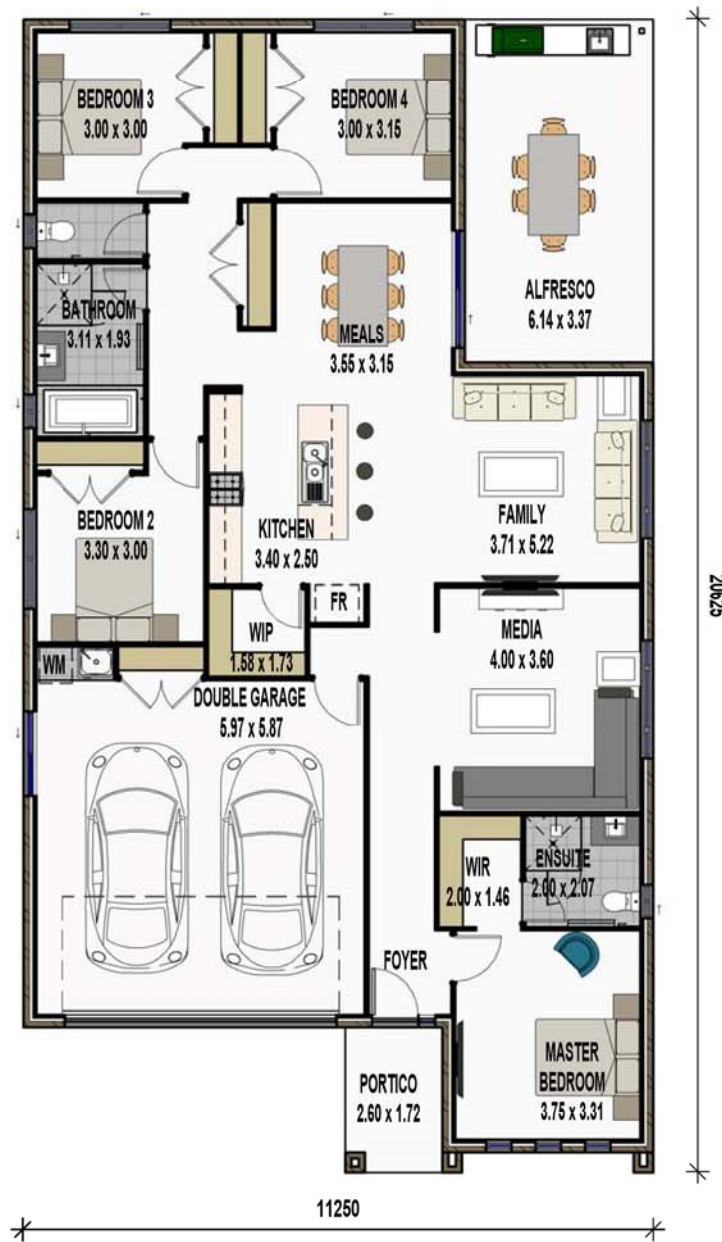 BEDROOM 3
3.00 x 3.00
BEDROOM 4
3.00 x 3.15
ALFRESCO
6.14 x 3.37
BATHROOM
3.11 x 1.93
MEALS
3.55 x 3.15
BEDROOM 2
3.30 x 3.00
KITCHEN
3.40 x 2.50
FAMILY
3.71 x 5.22
20625
FR
WIP
1.58 x 1.73
MEDIA
4.00 x 3.60
WM
DOUBLE GARAGE
5.97 x 5.87
WIR
2.00 x 1.46
ENSUITE
2.00 x 2.07
FOYER
MASTER
BEDROOM
3.75 x 3.31
PORTICO
2.60 x 1.72
11250